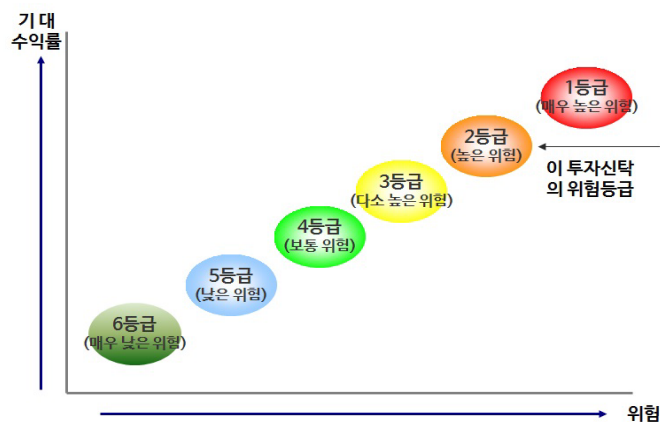 기 대
수익률
1등급
(매우 높은 위험)
2등급
(높은 위험)
이 투자신탁
의 위험등급
3등급
(다소 높은 위험)
4등급
(보통 위험)
5등급
(낮은 위험)
6등급
(매우 낮은 위험)
위험